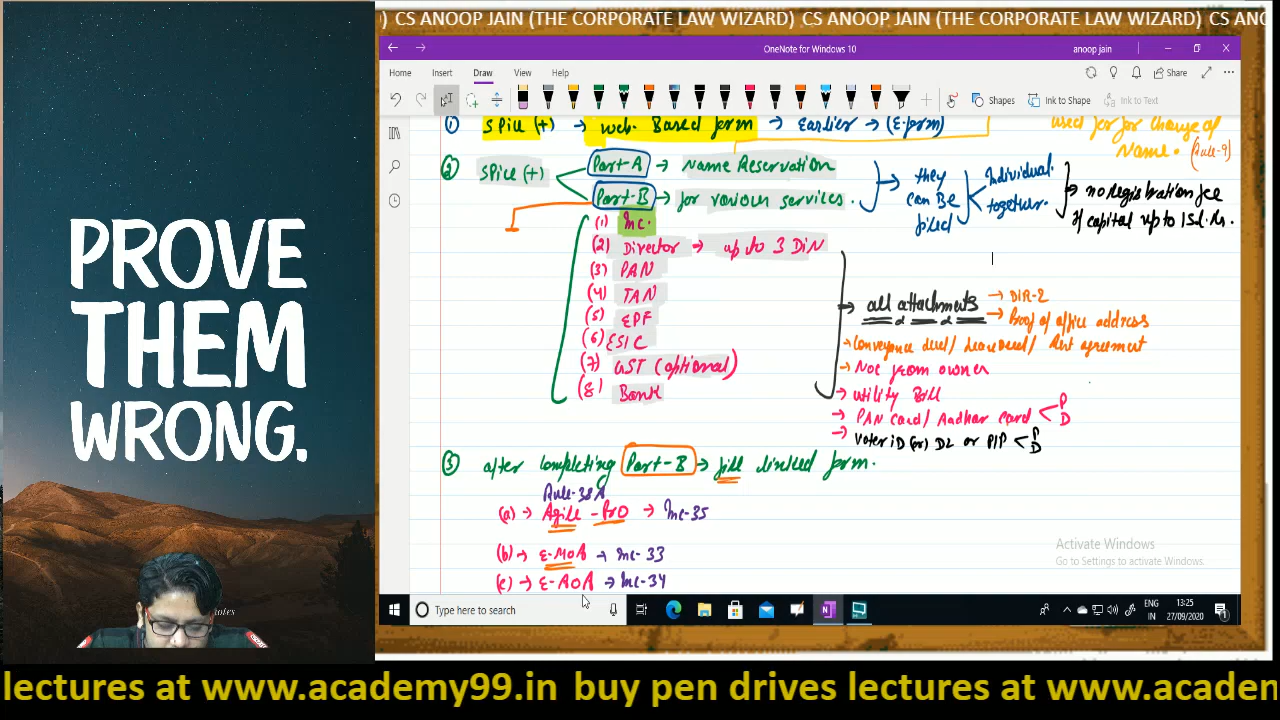 ) CS ANOOP JAIN (THE CORPORATE LAW WIZARD) CS ANOOP JAIN (THE CORPORATE LAW WIZARD) CS ANO
OneNote for Windows 10
anoop jain
Home Insert Draw View Help
Share
Shapes
Ink to Shape
Ink to Text
① SPice (+) → Web-Based form → Earlier → (E-form)
used for for change of
Name. (Rule-9)
② SPice (+)
Part-A → Name Reservation
Part-B → for various services.
they
can Be
filed
Individual.
together.
→ no Registration fee
if capital up to 15L. Rs.
(1) Inc.
(2) Director → up to 3 DIN
(3) PAN
(4) TAN
(5) EPF
(6) ESIC
(7) GST (optional)
(8) Bank
→ all attachments
→ DIR-2
→ Proof of office address
→ Conveyance deed/ Lease deed/ Rent agreement
→ Noc from owner
→ utility Bill
→ PAN card/ Aadhar card < P
D
→ Voter ID (or) DL or P/P < P
D
③ after completing Part-B → fill linked form.
Rule-38A
(a) → Agile - PrO → Inc-35
(b) → E-MOA → Inc-33
(c) → E-AOA → Inc-34
PROVE
THEM
WRONG.
notes
Activate Windows
Go to Settings to activate Windows.
Type here to search
ENG
IN
13:25
27/09/2020
lectures at www.academy99.in buy pen drives lectures at www.academ